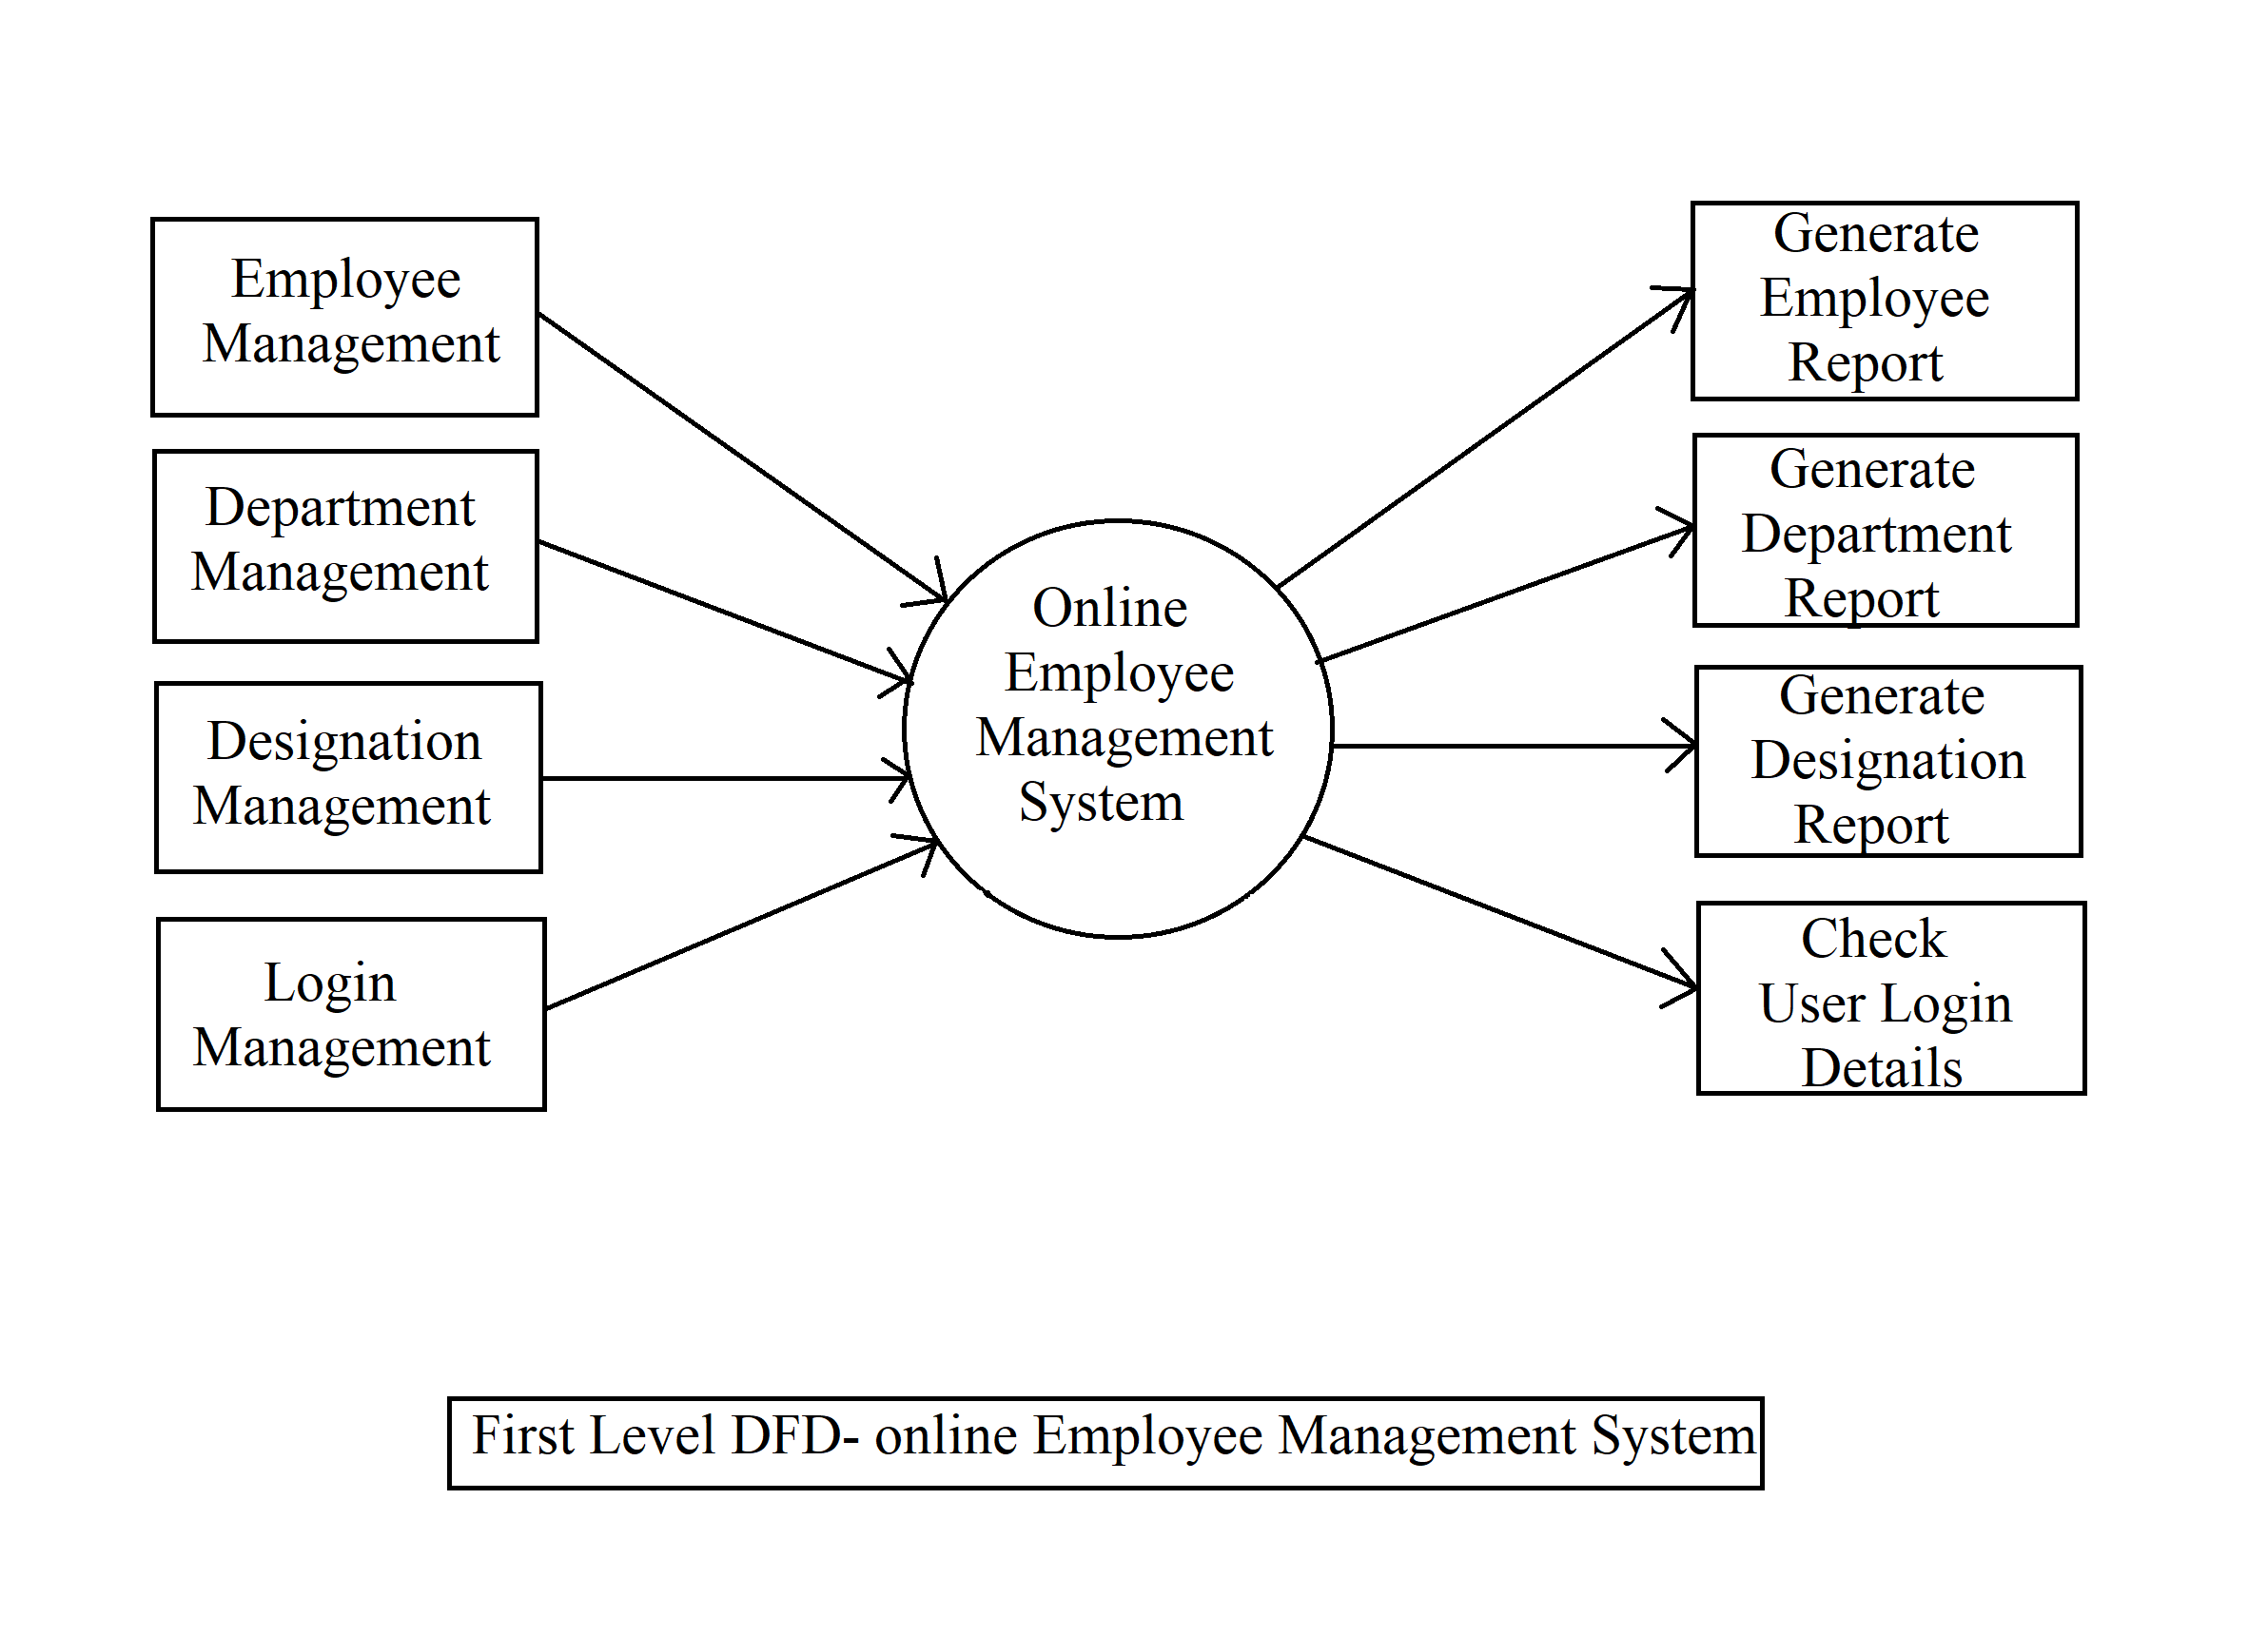 Employee
Management
Department
Management
Designation
Management
Login
Management
Online
Employee
Management
System
Generate
Employee
Report
Generate
Department
Report
Generate
Designation
Report
Check
User Login
Details
First Level DFD- online Employee Management System